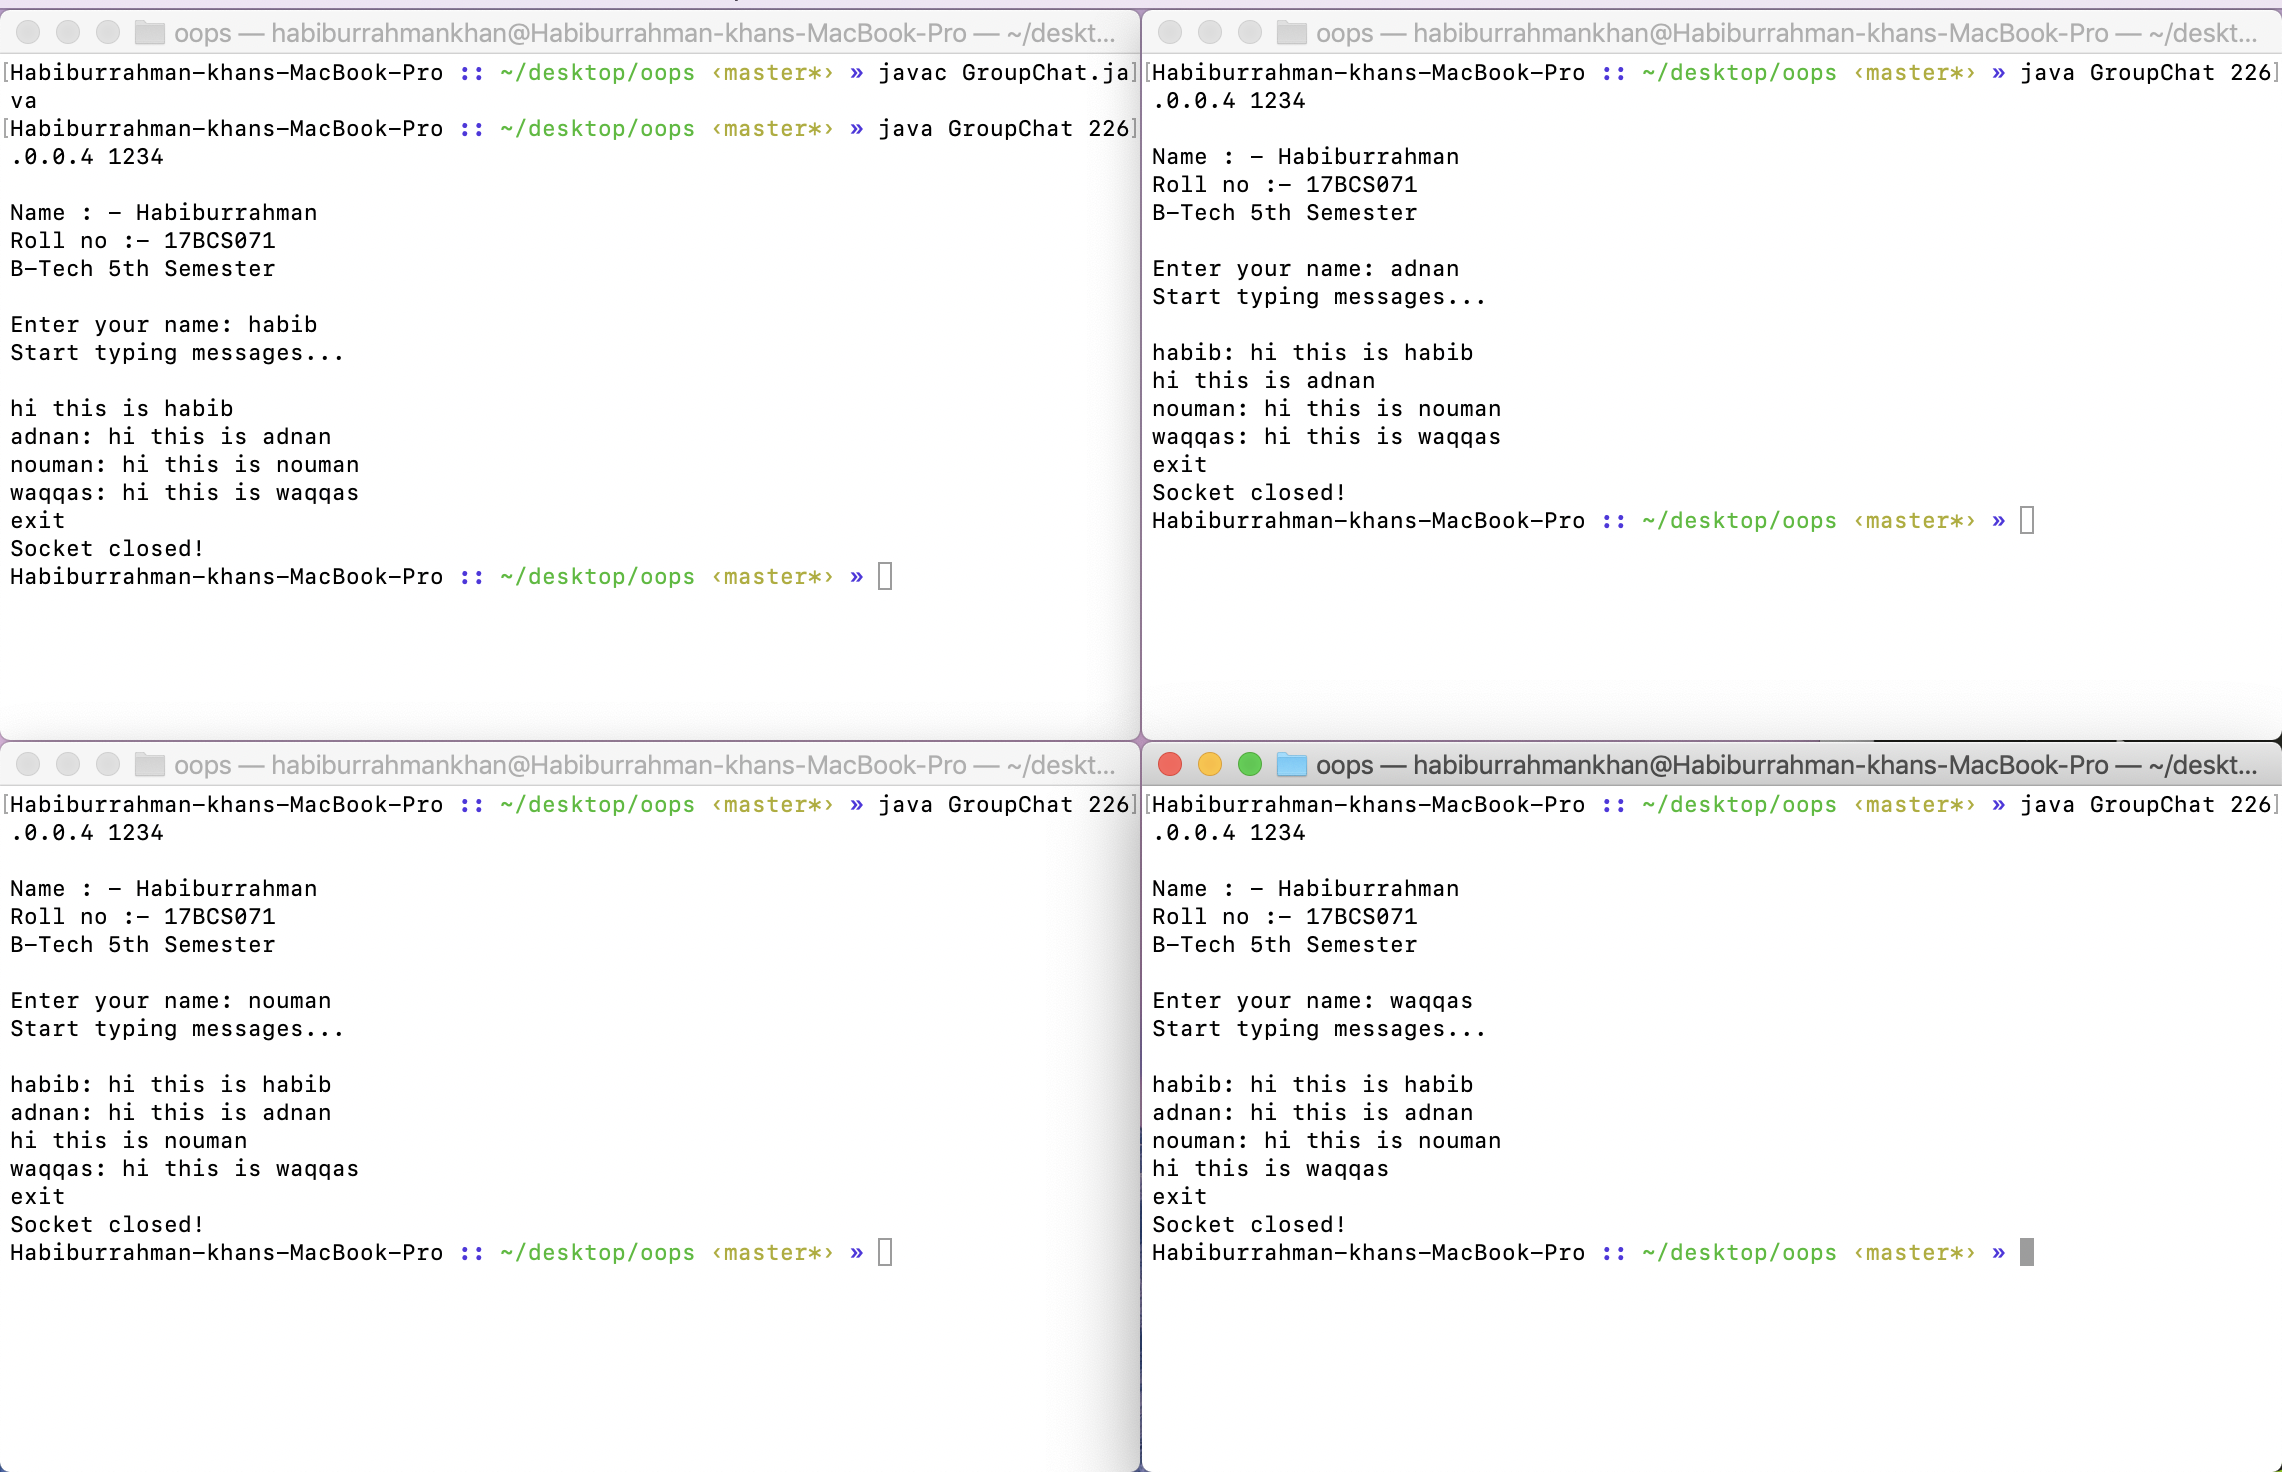 oops — habiburrahmankhan@Habiburrahman-khans-MacBook-Pro — ~/deskt...
Habiburrahman-khans-MacBook-Pro :: ~/desktop/oops ‹master*› » javac GroupChat.ja
va
Habiburrahman-khans-MacBook-Pro :: ~/desktop/oops ‹master*› » java GroupChat 226
.0.0.4 1234
Name : - Habiburrahman
Roll no :- 17BCS071
B-Tech 5th Semester
Enter your name: habib
Start typing messages...
hi this is habib
adnan: hi this is adnan
nouman: hi this is nouman
waqqas: hi this is waqqas
exit
Socket closed!
Habiburrahman-khans-MacBook-Pro :: ~/desktop/oops ‹master*› »
oops — habiburrahmankhan@Habiburrahman-khans-MacBook-Pro — ~/deskt...
Habiburrahman-khans-MacBook-Pro :: ~/desktop/oops ‹master*› » java GroupChat 226
.0.0.4 1234
Name : - Habiburrahman
Roll no :- 17BCS071
B-Tech 5th Semester
Enter your name: adnan
Start typing messages...
habib: hi this is habib
hi this is adnan
nouman: hi this is nouman
waqqas: hi this is waqqas
exit
Socket closed!
Habiburrahman-khans-MacBook-Pro :: ~/desktop/oops ‹master*› »
oops — habiburrahmankhan@Habiburrahman-khans-MacBook-Pro — ~/deskt...
Habiburrahman-khans-MacBook-Pro :: ~/desktop/oops ‹master*› » java GroupChat 226
.0.0.4 1234
Name : - Habiburrahman
Roll no :- 17BCS071
B-Tech 5th Semester
Enter your name: nouman
Start typing messages...
habib: hi this is habib
adnan: hi this is adnan
hi this is nouman
waqqas: hi this is waqqas
exit
Socket closed!
Habiburrahman-khans-MacBook-Pro :: ~/desktop/oops ‹master*› »
oops — habiburrahmankhan@Habiburrahman-khans-MacBook-Pro — ~/deskt...
Habiburrahman-khans-MacBook-Pro :: ~/desktop/oops ‹master*› » java GroupChat 226
.0.0.4 1234
Name : - Habiburrahman
Roll no :- 17BCS071
B-Tech 5th Semester
Enter your name: waqqas
Start typing messages...
habib: hi this is habib
adnan: hi this is adnan
nouman: hi this is nouman
hi this is waqqas
exit
Socket closed!
Habiburrahman-khans-MacBook-Pro :: ~/desktop/oops ‹master*› »